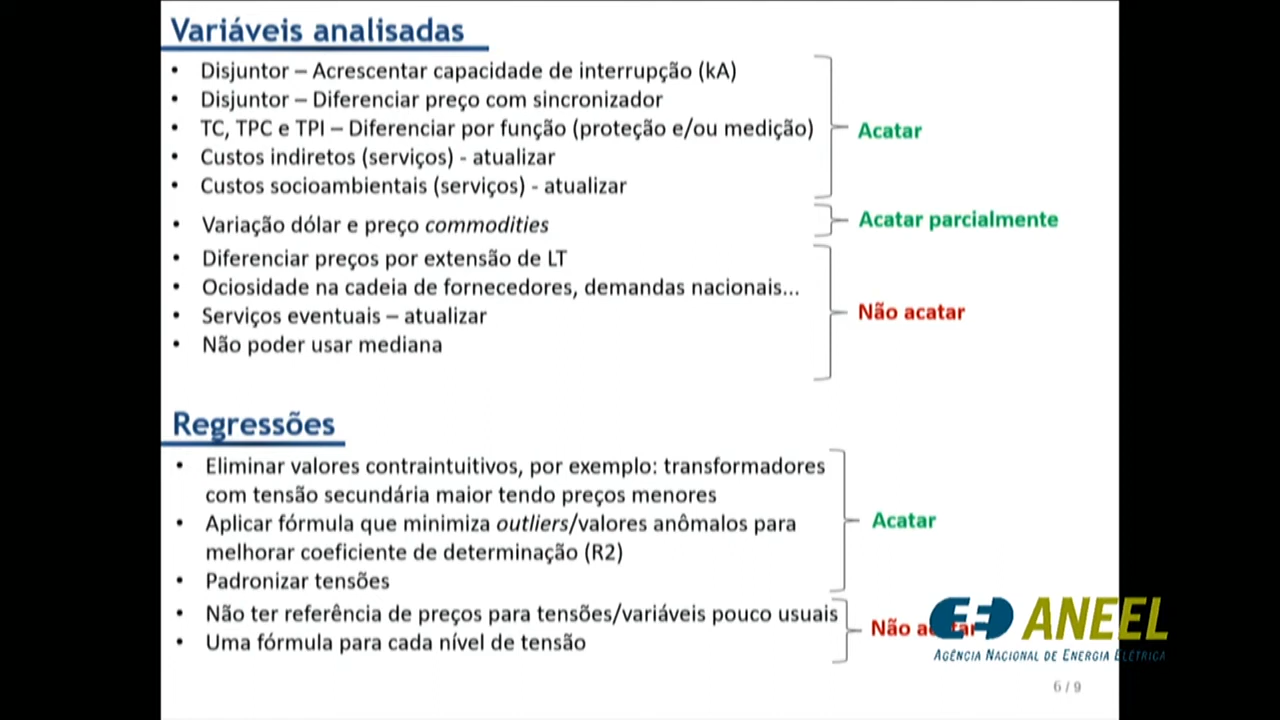 Variáveis analisadas
• Disjuntor – Acrescentar capacidade de interrupção (kA)
• Disjuntor – Diferenciar preço com sincronizador
• TC, TPC e TPI – Diferenciar por função (proteção e/ou medição)
• Custos indiretos (serviços) - atualizar
• Custos socioambientais (serviços) - atualizar
Acatar
• Variação dólar e preço commodities
Acatar parcialmente
• Diferenciar preços por extensão de LT
• Ociosidade na cadeia de fornecedores, demandas nacionais...
• Serviços eventuais – atualizar
• Não poder usar mediana
Não acatar
Regressões
• Eliminar valores contraintuitivos, por exemplo: transformadores
com tensão secundária maior tendo preços menores
• Aplicar fórmula que minimiza outliers/valores anômalos para
melhorar coeficiente de determinação (R2)
• Padronizar tensões
Acatar
• Não ter referência de preços para tensões/variáveis pouco usuais
• Uma fórmula para cada nível de tensão
Não
ANEEL
AGÊNCIA NACIONAL DE ENERGIA ELÉTRICA
6 / 9